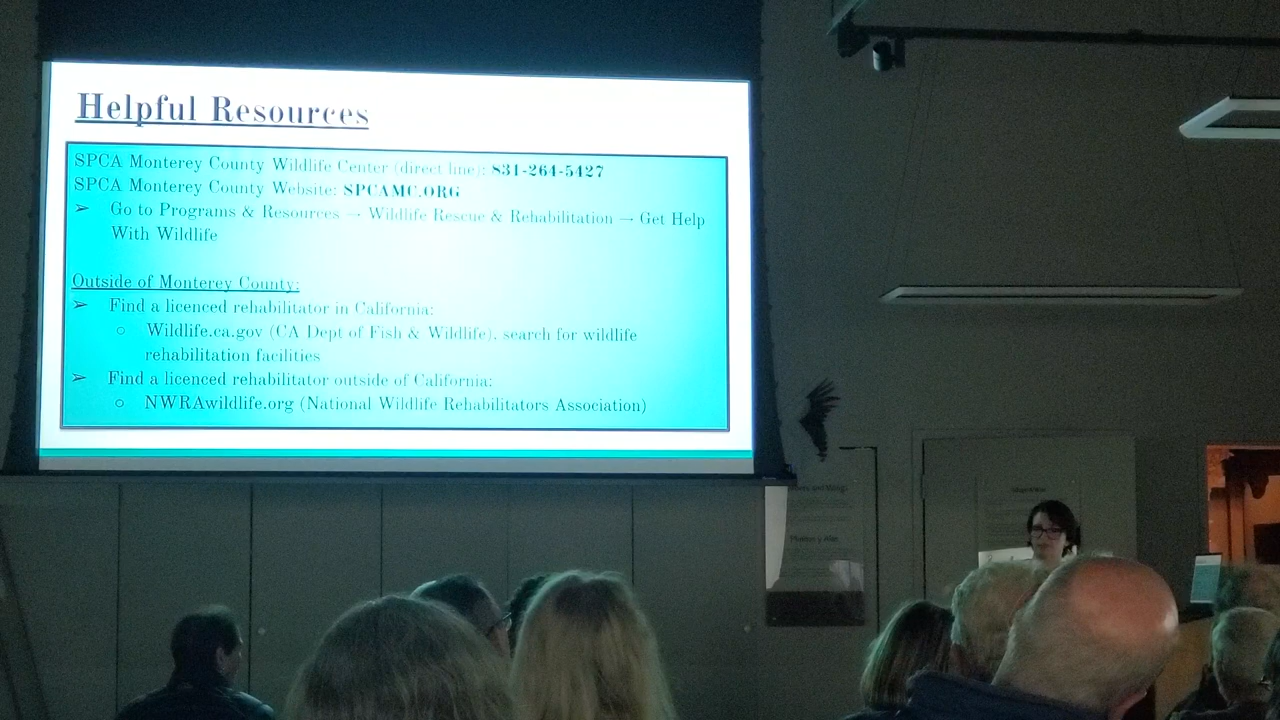 Helpful Resources
SPCA Monterey County Wildlife Center (direct line): 831-264-5427
SPCA Monterey County Website: SPCAMC.ORG
➢ Go to Programs & Resources → Wildlife Rescue & Rehabilitation → Get Help
With Wildlife
Outside of Monterey County:
➢ Find a licenced rehabilitator in California:
○ Wildlife.ca.gov (CA Dept of Fish & Wildlife), search for wildlife
rehabilitation facilities
➢ Find a licenced rehabilitator outside of California:
○ NWRAwildlife.org (National Wildlife Rehabilitators Association)